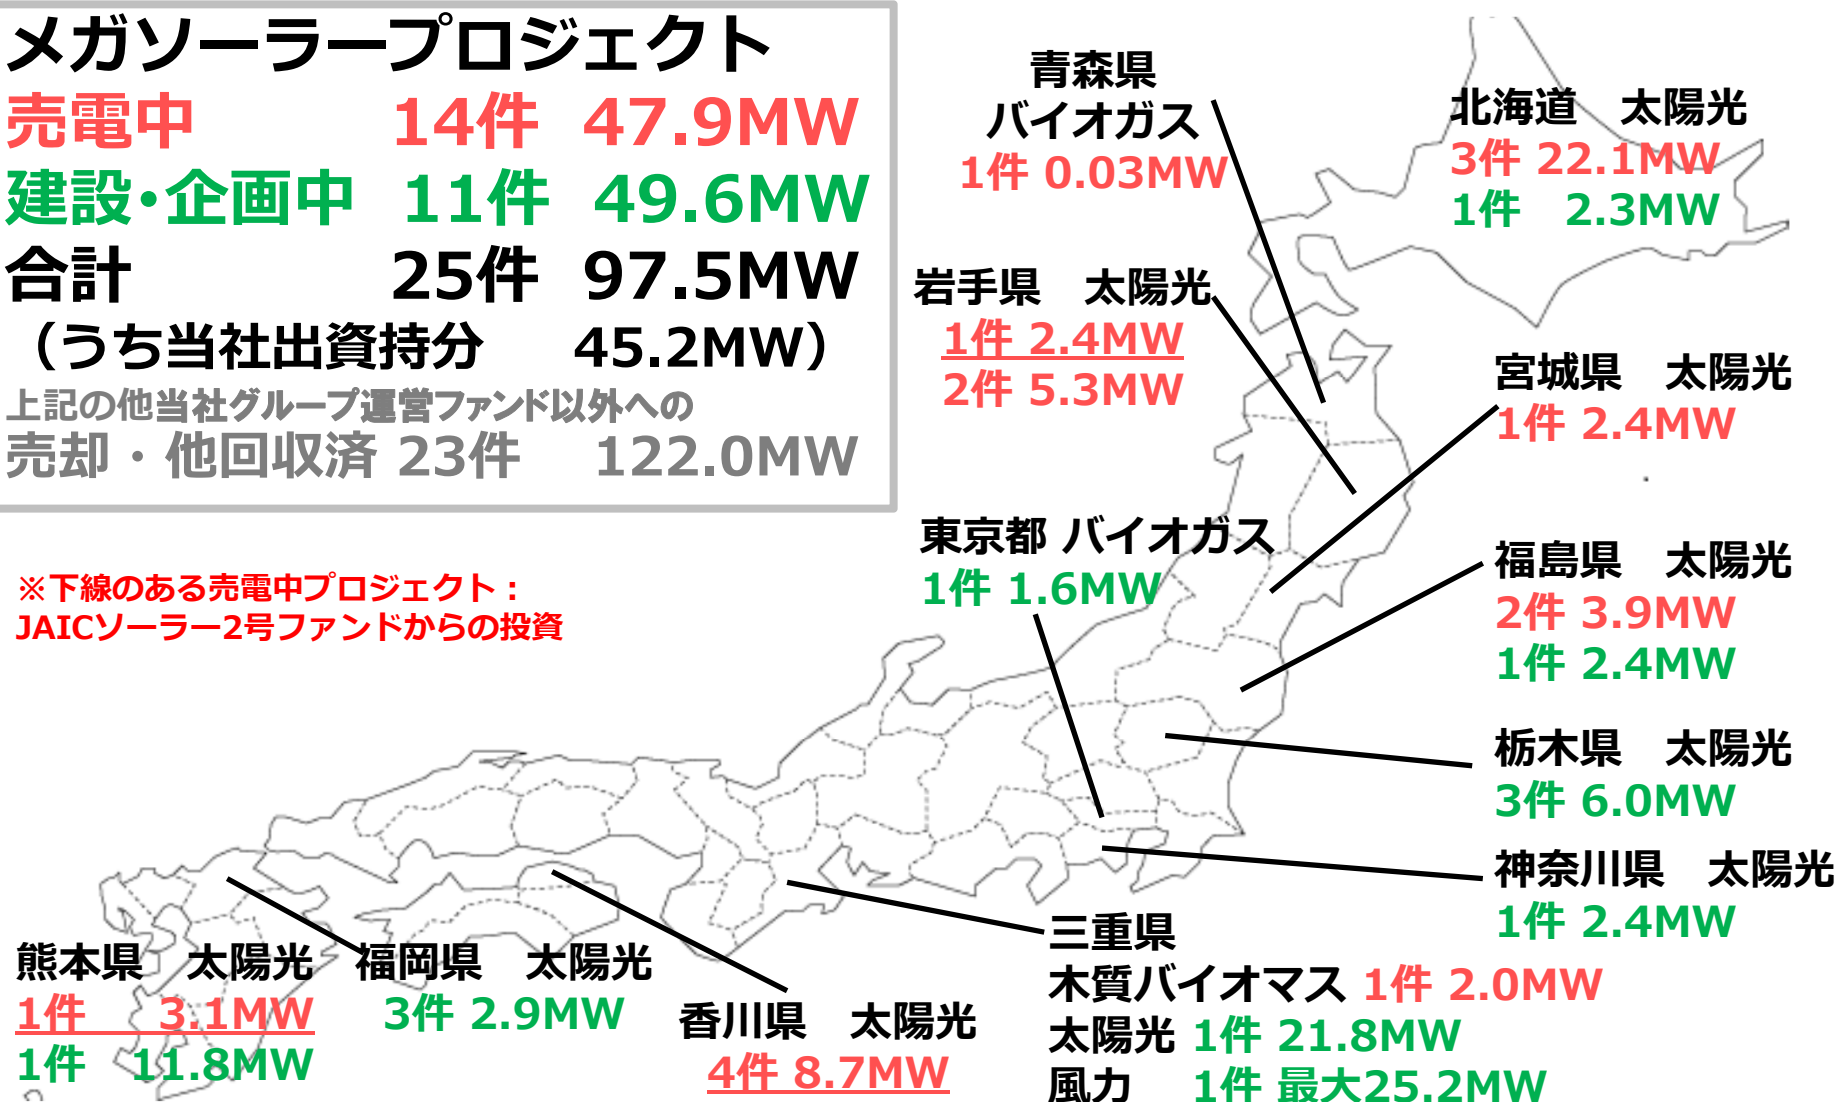 メガソーラープロジェクト
売電中 14件 47.9MW
建設・企画中 11件 49.6MW
合計 25件 97.5MW
（うち当社出資持分 45.2MW）
上記の他当社グループ運営ファンド以外への
売却・他回収済 23件 122.0MW
※下線のある売電中プロジェクト：
JAICソーラー2号ファンドからの投資
青森県
バイオガス
1件 0.03MW
北海道 太陽光
3件 22.1MW
1件 2.3MW
岩手県 太陽光
1件 2.4MW
2件 5.3MW
宮城県 太陽光
1件 2.4MW
東京都 バイオガス
1件 1.6MW
福島県 太陽光
2件 3.9MW
1件 2.4MW
栃木県 太陽光
3件 6.0MW
神奈川県 太陽光
1件 2.4MW
三重県
木質バイオマス 1件 2.0MW
太陽光 1件 21.8MW
風力 1件 最大25.2MW
香川県 太陽光
4件 8.7MW
福岡県 太陽光
3件 2.9MW
熊本県 太陽光
1件 3.1MW
1件 11.8MW